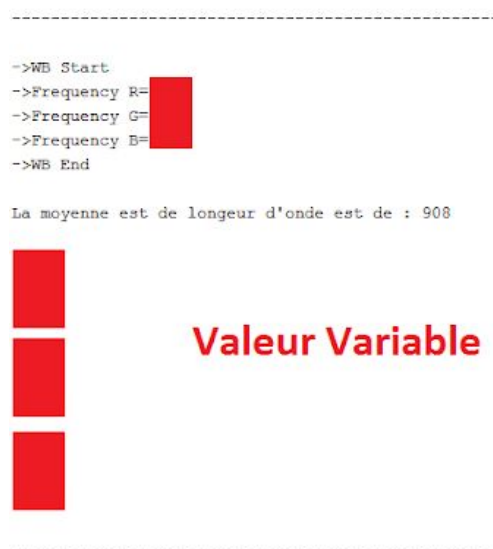 ->WB Start
->Frequency R=
->Frequency G=
->Frequency B=
->WB End
La moyenne est de longeur d'onde est de : 908
Valeur Variable